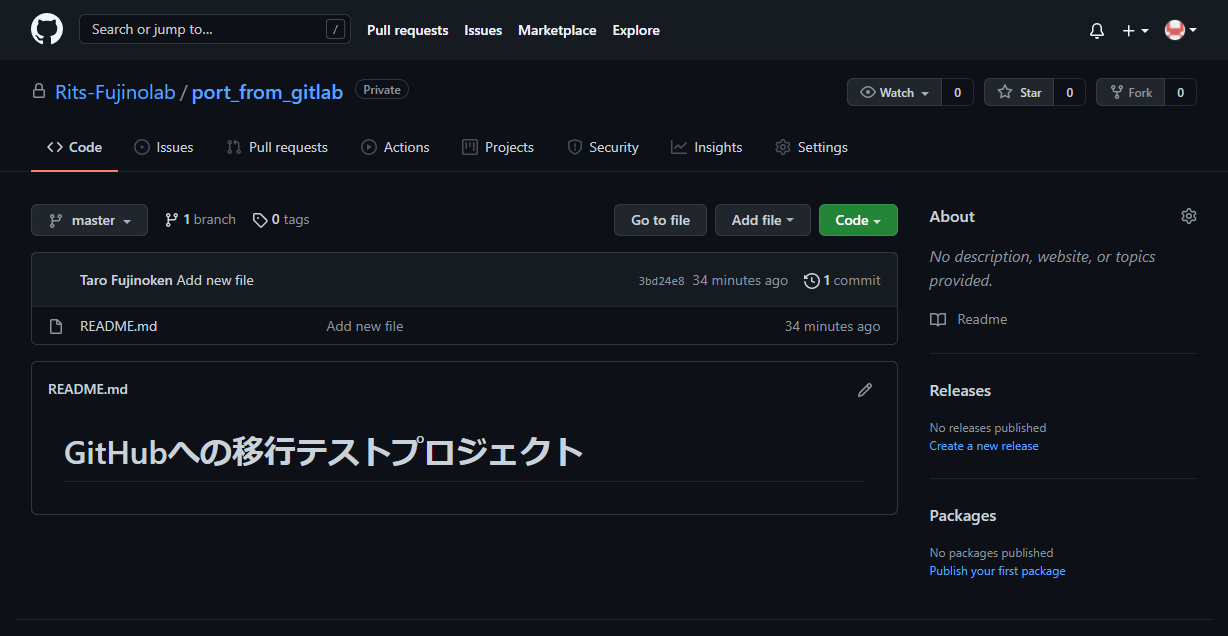 Search or jump to... /
Pull requests Issues Marketplace Explore
Rits-Fujinolab / port_from_gitlab Private
Watch 0 Star 0 Fork 0
Code Issues Pull requests Actions Projects Security Insights Settings
master 1 branch 0 tags Go to file Add file Code
Taro Fujinoken Add new file 3bd24e8 34 minutes ago 1 commit
README.md Add new file 34 minutes ago
README.md
GitHubへの移行テストプロジェクト
About
No description, website, or topics
provided.
Readme
Releases
No releases published
Create a new release
Packages
No packages published
Publish your first package